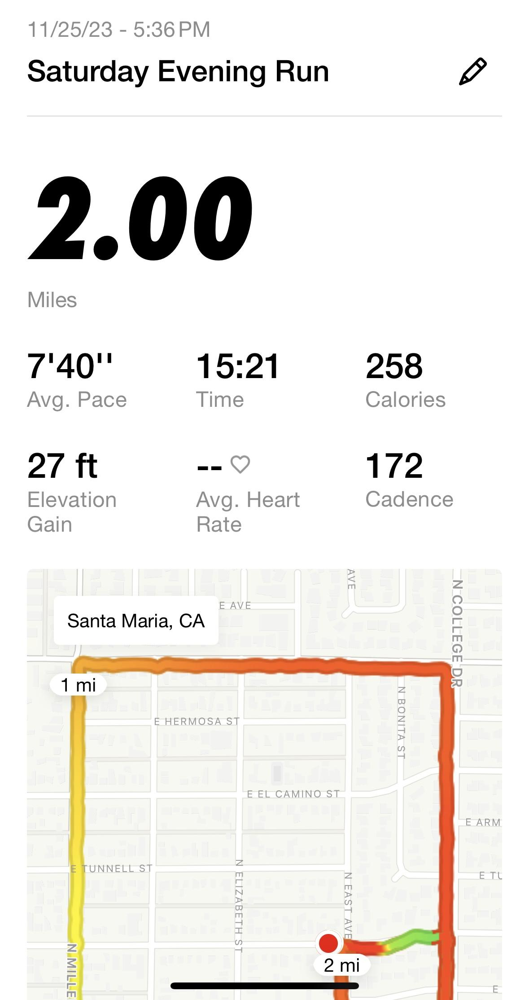 11/25/23 - 5:36 PM
Saturday Evening Run
2.00
Miles
7'40''
15:21
258
Avg. Pace
Time
Calories
27 ft
--
172
Elevation
Gain
Avg. Heart
Rate
Cadence
AVE
N COLLEGE DR
E AVE
Santa Maria, CA
1 mi
N BONITA ST
E HERMOSA ST
E EL CAMINO ST
E ARM
E TUNNELL ST
N ELIZABETH ST
N EAST AVE
E TU
N MILLE
2 mi
E